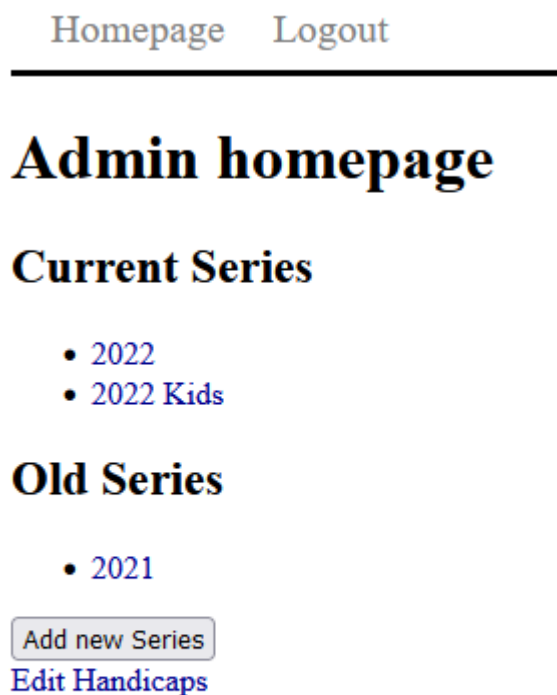 Homepage Logout
Admin homepage
Current Series
2022
2022 Kids
Old Series
2021
Add new Series
Edit Handicaps